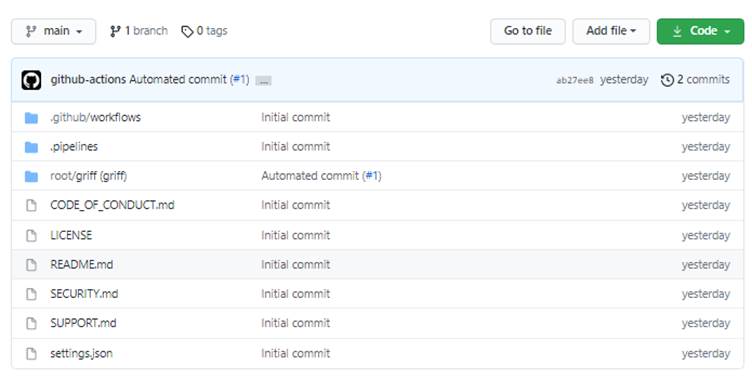 main 1 branch 0 tags Go to file Add file Code
github-actions Automated commit (#1) ... ab27ee8 yesterday 2 commits
.github/workflows Initial commit yesterday
.pipelines Initial commit yesterday
root/griff (griff) Automated commit (#1) yesterday
CODE_OF_CONDUCT.md Initial commit yesterday
LICENSE Initial commit yesterday
README.md Initial commit yesterday
SECURITY.md Initial commit yesterday
SUPPORT.md Initial commit yesterday
settings.json Initial commit yesterday